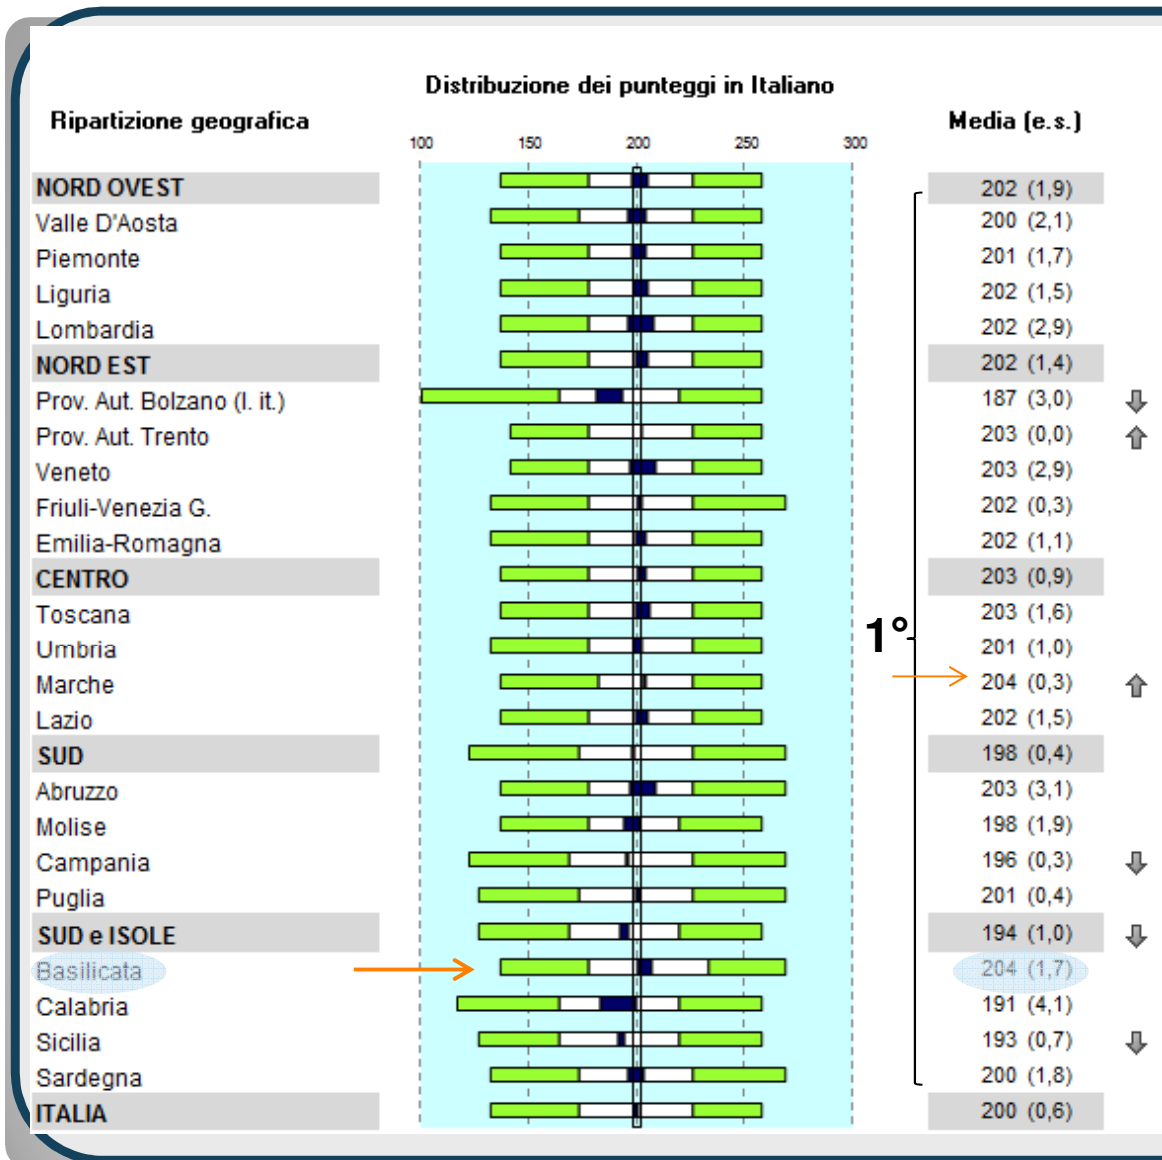 Distribuzione dei punteggi in Italiano
Ripartizione geografica Media (e.s.)
100 150 200 250 300
NORD OVEST 202 (1,9)
Valle D'Aosta 200 (2,1)
Piemonte 201 (1,7)
Liguria 202 (1,5)
Lombardia 202 (2,9)
NORD EST 202 (1,4)
Prov. Aut. Bolzano (l. it.) 187 (3,0)
Prov. Aut. Trento 203 (0,0)
Veneto 203 (2,9)
Friuli-Venezia G. 202 (0,3)
Emilia-Romagna 202 (1,1)
CENTRO 203 (0,9)
Toscana 203 (1,6)
Umbria 1° 201 (1,0)
Marche 204 (0,3)
Lazio 202 (1,5)
SUD 198 (0,4)
Abruzzo 203 (3,1)
Molise 198 (1,9)
Campania 196 (0,3)
Puglia 201 (0,4)
SUD e ISOLE 194 (1,0)
Basilicata 204 (1,7)
Calabria 191 (4,1)
Sicilia 193 (0,7)
Sardegna 200 (1,8)
ITALIA 200 (0,6)